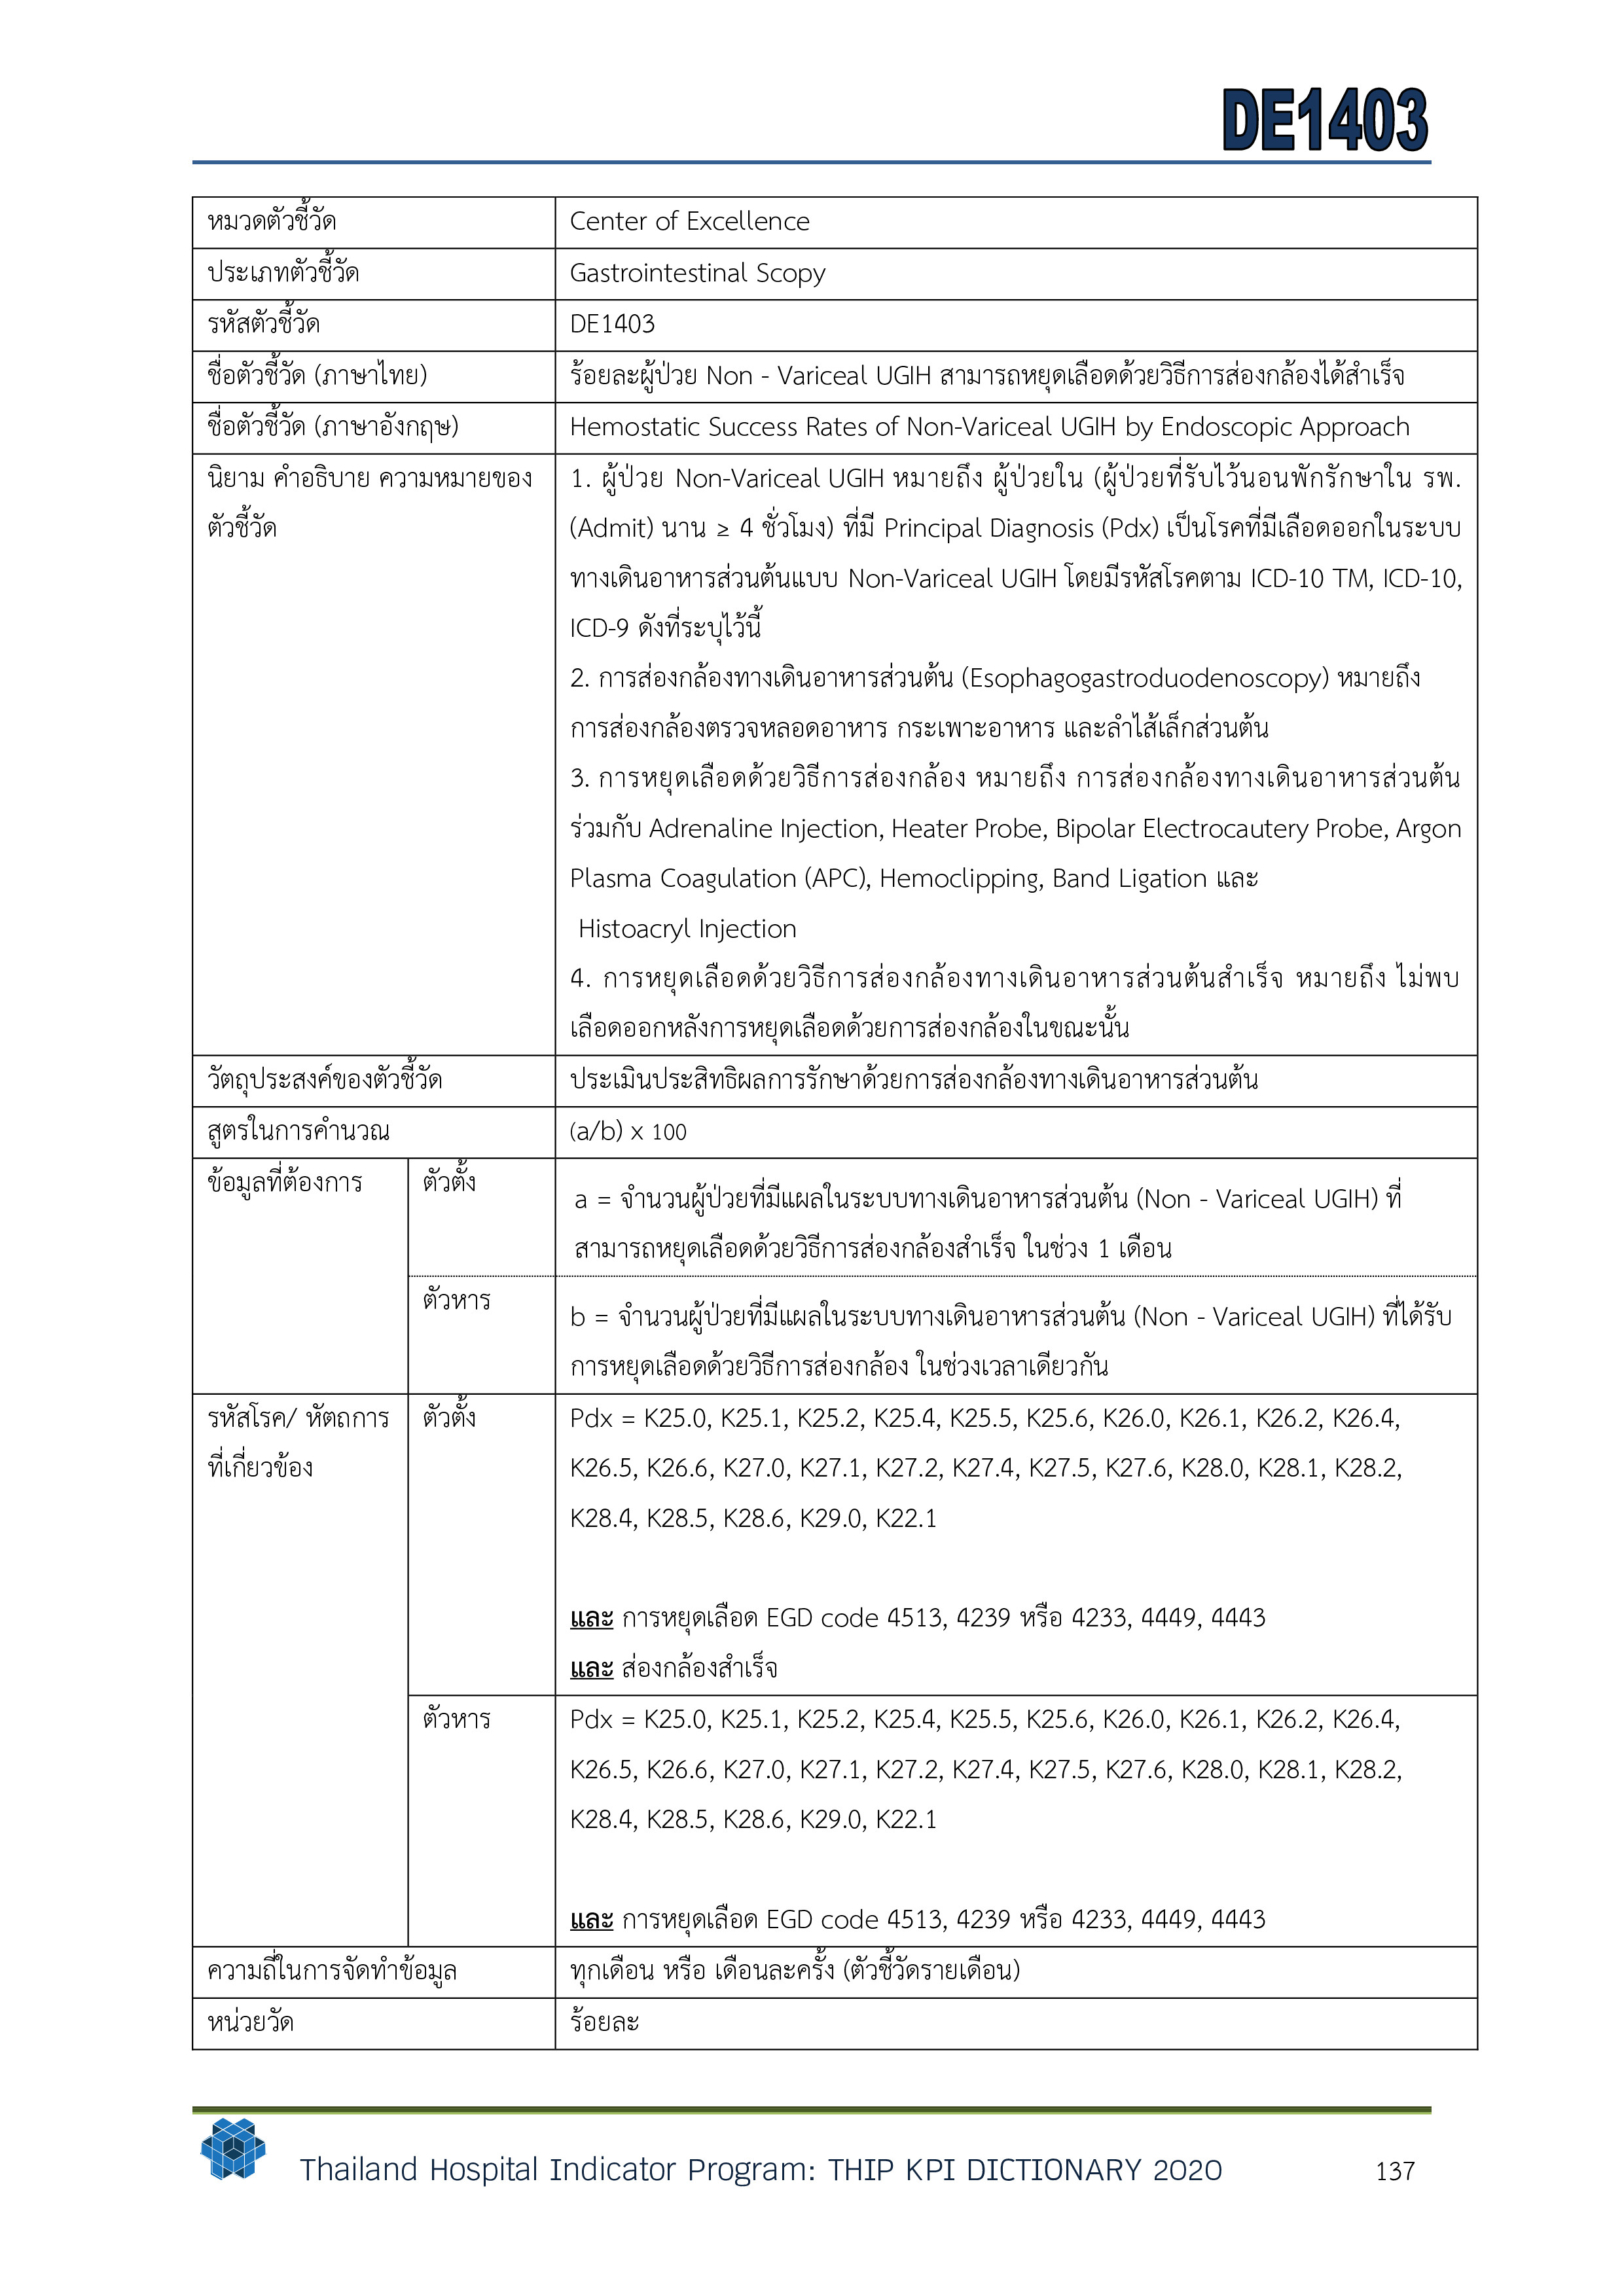 DE1403
หมวดตัวชี้วัด Center of Excellence
ประเภทตัวชี้วัด Gastrointestinal Scopy
รหัสตัวชี้วัด DE1403
ชื่อตัวชี้วัด (ภาษาไทย) ร้อยละผู้ป่วย Non - Variceal UGIH สามารถหยุดเลือดด้วยวิธีการส่องกล้องได้สำเร็จ
ชื่อตัวชี้วัด (ภาษาอังกฤษ) Hemostatic Success Rates of Non-Variceal UGIH by Endoscopic Approach
นิยาม คำอธิบาย ความหมายของ
ตัวชี้วัด
1. ผู้ป่วย Non-Variceal UGIH หมายถึง ผู้ป่วยใน (ผู้ป่วยที่รับไว้นอนพักรักษาใน รพ.
(Admit) นาน ≥ 4 ชั่วโมง) ที่มี Principal Diagnosis (Pdx) เป็นโรคที่มีเลือดออกในระบบ
ทางเดินอาหารส่วนต้นแบบ Non-Variceal UGIH โดยมีรหัสโรคตาม ICD-10 TM, ICD-10,
ICD-9 ดังที่ระบุไว้นี้
2. การส่องกล้องทางเดินอาหารส่วนต้น (Esophagogastroduodenoscopy) หมายถึง
การส่องกล้องตรวจหลอดอาหาร กระเพาะอาหาร และลำไส้เล็กส่วนต้น
3. การหยุดเลือดด้วยวิธีการส่องกล้อง หมายถึง การส่องกล้องทางเดินอาหารส่วนต้น
ร่วมกับ Adrenaline Injection, Heater Probe, Bipolar Electrocautery Probe, Argon
Plasma Coagulation (APC), Hemoclipping, Band Ligation และ
Histoacryl Injection
4. การหยุดเลือดด้วยวิธีการส่องกล้องทางเดินอาหารส่วนต้นสำเร็จ หมายถึง ไม่พบ
เลือดออกหลังการหยุดเลือดด้วยการส่องกล้องในขณะนั้น
วัตถุประสงค์ของตัวชี้วัด ประเมินประสิทธิผลการรักษาด้วยการส่องกล้องทางเดินอาหารส่วนต้น
สูตรในการคำนวณ (a/b) x 100
ข้อมูลที่ต้องการ ตัวตั้ง
a = จำนวนผู้ป่วยที่มีแผลในระบบทางเดินอาหารส่วนต้น (Non - Variceal UGIH) ที่
สามารถหยุดเลือดด้วยวิธีการส่องกล้องสำเร็จ ในช่วง 1 เดือน
ตัวหาร
b = จำนวนผู้ป่วยที่มีแผลในระบบทางเดินอาหารส่วนต้น (Non - Variceal UGIH) ที่ได้รับ
การหยุดเลือดด้วยวิธีการส่องกล้อง ในช่วงเวลาเดียวกัน
รหัสโรค/ หัตถการ
ที่เกี่ยวข้อง
ตัวตั้ง
Pdx = K25.0, K25.1, K25.2, K25.4, K25.5, K25.6, K26.0, K26.1, K26.2, K26.4,
K26.5, K26.6, K27.0, K27.1, K27.2, K27.4, K27.5, K27.6, K28.0, K28.1, K28.2,
K28.4, K28.5, K28.6, K29.0, K22.1
และ การหยุดเลือด EGD code 4513, 4239 หรือ 4233, 4449, 4443
และ ส่องกล้องสำเร็จ
ตัวหาร
Pdx = K25.0, K25.1, K25.2, K25.4, K25.5, K25.6, K26.0, K26.1, K26.2, K26.4,
K26.5, K26.6, K27.0, K27.1, K27.2, K27.4, K27.5, K27.6, K28.0, K28.1, K28.2,
K28.4, K28.5, K28.6, K29.0, K22.1
และ การหยุดเลือด EGD code 4513, 4239 หรือ 4233, 4449, 4443
ความถี่ในการจัดทำข้อมูล ทุกเดือน หรือ เดือนละครั้ง (ตัวชี้วัดรายเดือน)
หน่วยวัด ร้อยละ
Thailand Hospital Indicator Program: THIP KPI DICTIONARY 2020 137